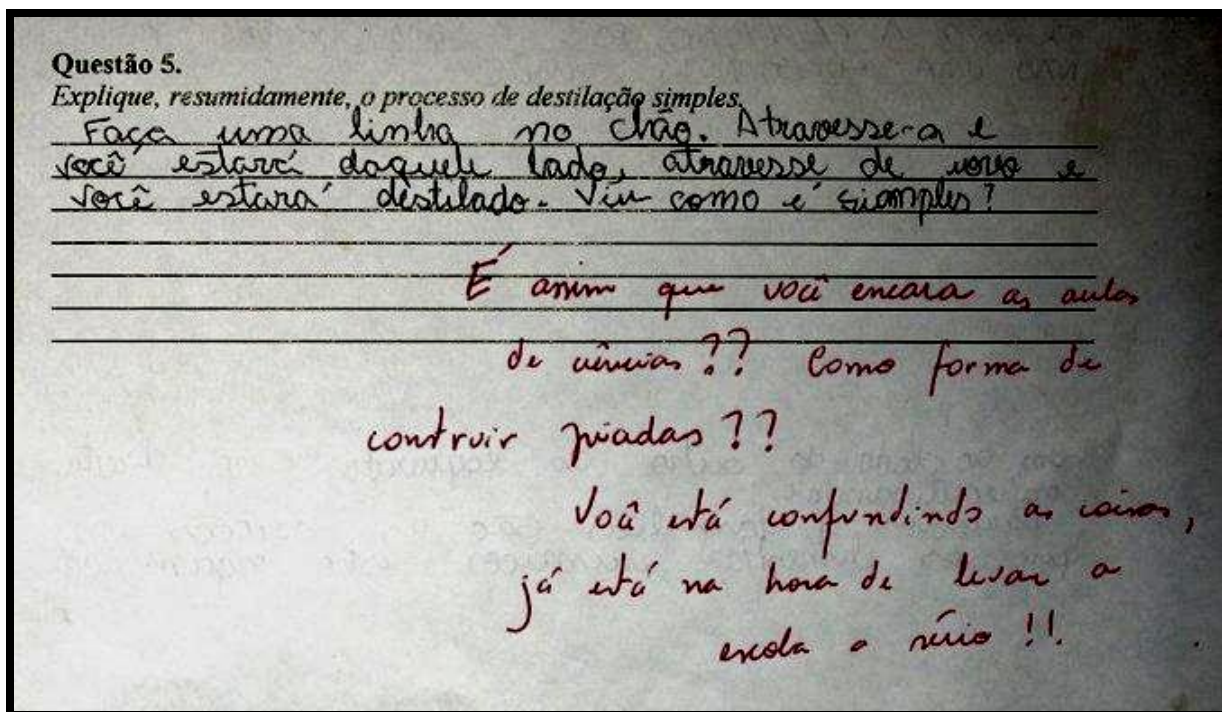 Questão 5.
Explique, resumidamente, o processo de destilação simples.
Faça uma linha no chão. Atravesse-a e
você estará daquele lado, atravesse de novo e
você estará destilado. Viu como é siomples?
É assim que você encara as aulas
de ciências?? Como forma de
contruir piadas??
Você está confundindo as coisas,
já está na hora de levar a
escola a sério!!